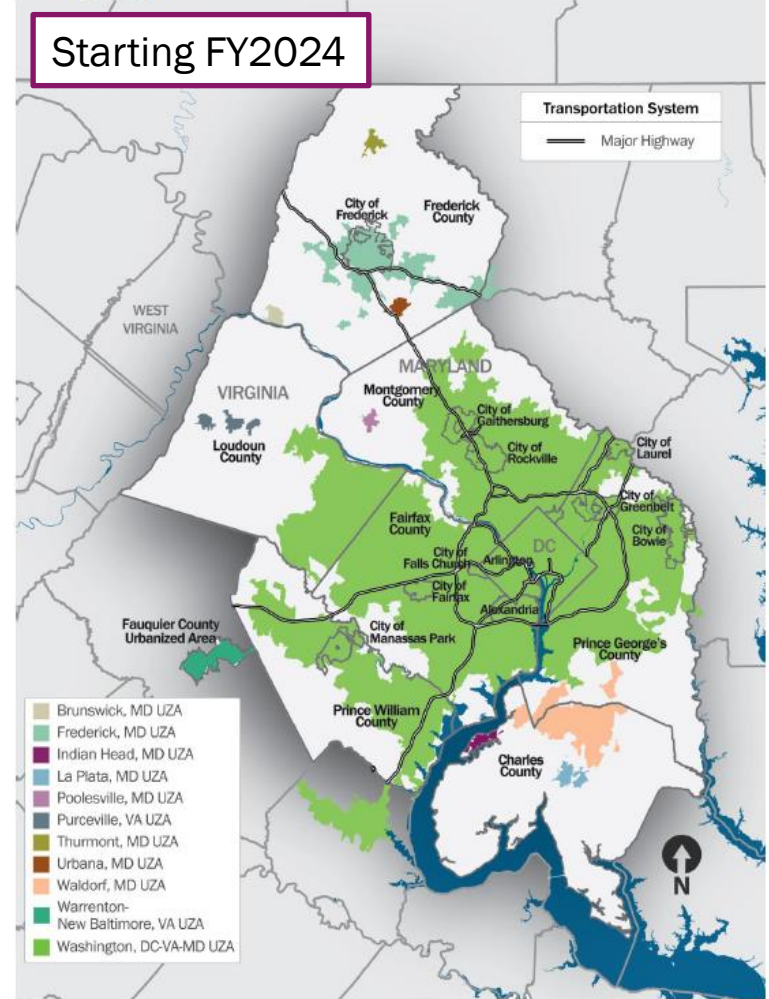 Starting FY2024
Transportation System
Major Highway
City of
Frederick
Frederick
County
WEST
VIRGINIA
MARYLAND
VIRGINIA
Montgomery
County
City of
Gaithersburg
Loudoun
County
City of
Rockville
City of
Laurel
City of
Greenbelt
Fairfax
County
City of
Bowie
DC
City of
Falls Church
Arlington
City of
Fairfax
Alexandria
Fauquier County
Urbanized Area
City of
Manassas Park
Prince George's
County
Prince William
County
Charles
County
Brunswick, MD UZA
Frederick, MD UZA
Indian Head, MD UZA
La Plata, MD UZA
Poolesville, MD UZA
Purceville, VA UZA
Thurmont, MD UZA
Urbana, MD UZA
Waldorf, MD UZA
Warrenton-
New Baltimore, VA UZA
Washington, DC-VA-MD UZA
N